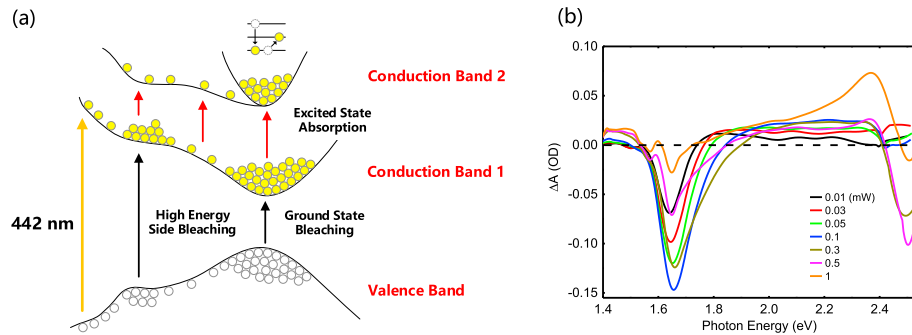 (a)
Conduction Band 2
Excited State
Absorption
Conduction Band 1
442 nm
High Energy
Side Bleaching
Ground State
Bleaching
Valence Band
(b)
0.10
0.05
0.00
-0.05
-0.10
-0.15
ΔA (OD)
0.01 (mW)
0.03
0.05
0.1
0.3
0.5
1
1.4
1.6
1.8
2.0
2.2
2.4
Photon Energy (eV)